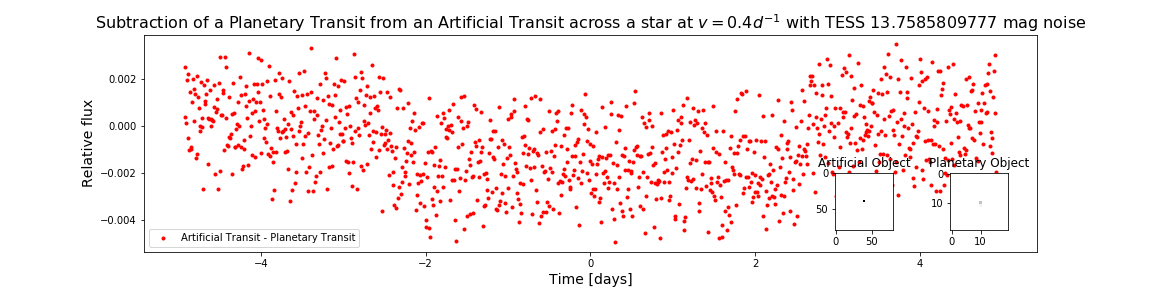 Subtraction of a Planetary Transit from an Artificial Transit across a star at v = 0.4d⁻¹ with TESS 13.7585809777 mag noise
Relative flux
0.002
0.000
−0.002
−0.004
Artificial Transit - Planetary Transit
−4
−2
0
2
4
Time [days]
Artificial Object
0
50
0
50
Planetary Object
0
10
0
10